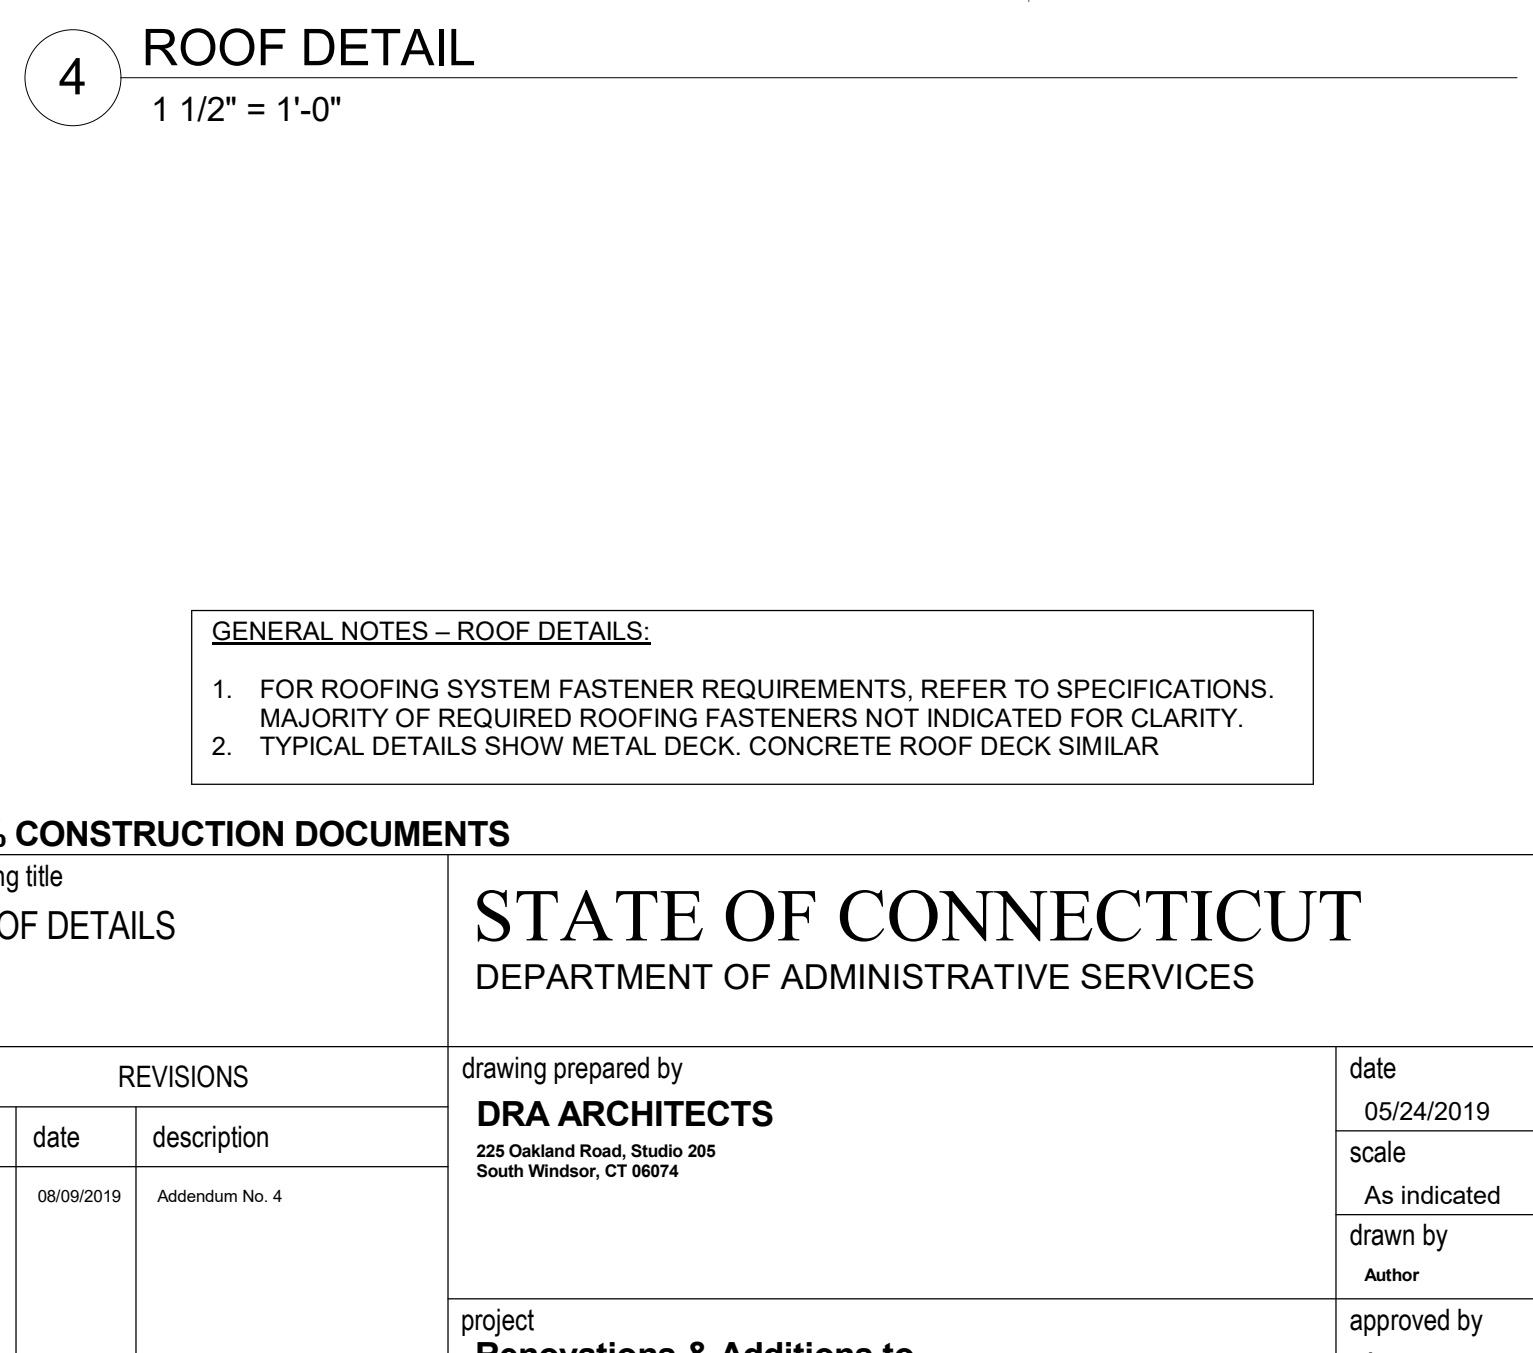 4
ROOF DETAIL
1 1/2" = 1'-0"
GENERAL NOTES – ROOF DETAILS:
1. FOR ROOFING SYSTEM FASTENER REQUIREMENTS, REFER TO SPECIFICATIONS.
MAJORITY OF REQUIRED ROOFING FASTENERS NOT INDICATED FOR CLARITY.
2. TYPICAL DETAILS SHOW METAL DECK. CONCRETE ROOF DECK SIMILAR
% CONSTRUCTION DOCUMENTS
ng title
OF DETAILS
STATE OF CONNECTICUT
DEPARTMENT OF ADMINISTRATIVE SERVICES
REVISIONS
date description
08/09/2019 Addendum No. 4
drawing prepared by
DRA ARCHITECTS
225 Oakland Road, Studio 205
South Windsor, CT 06074
date
05/24/2019
scale
As indicated
drawn by
Author
project
Renovations & Additions to
approved by